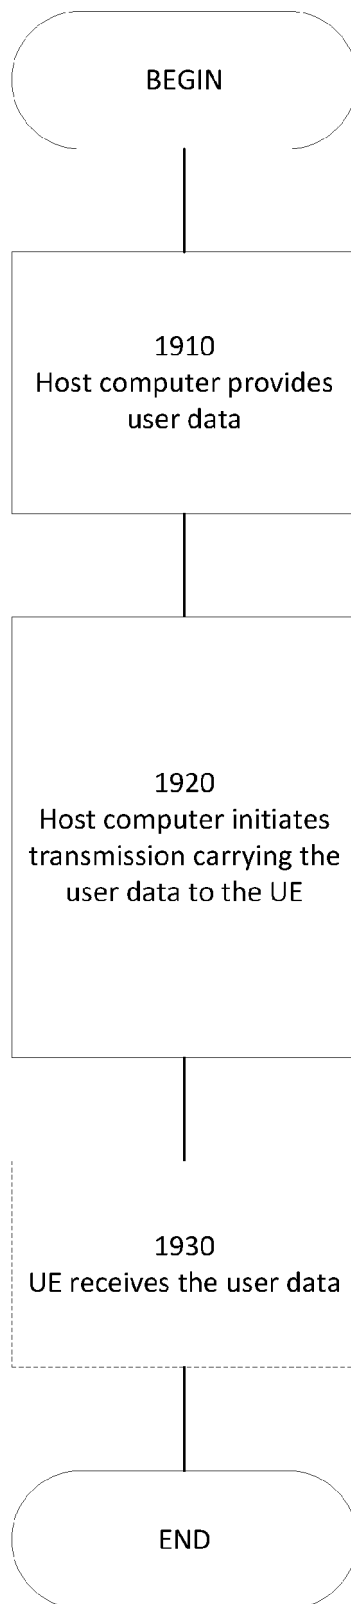 BEGIN
1910
Host computer provides
user data
1920
Host computer initiates
transmission carrying the
user data to the UE
1930
UE receives the user data
END